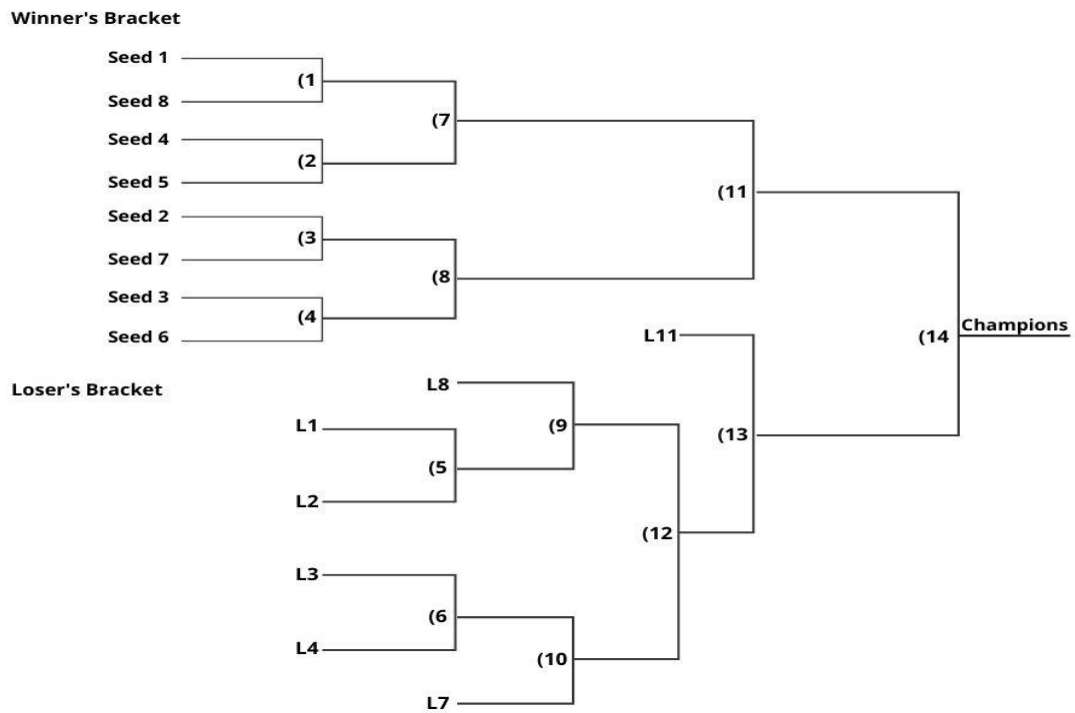 Winner's Bracket
Seed 1
(1
Seed 8
(7
Seed 4
(2
Seed 5
(11
Seed 2
(3
Seed 7
(8
Seed 3
(4
Seed 6
L11
(14
Champions
Loser's Bracket
L8
L1
(9
(5
L2
(13
(12
L3
(6
L4
(10
L7